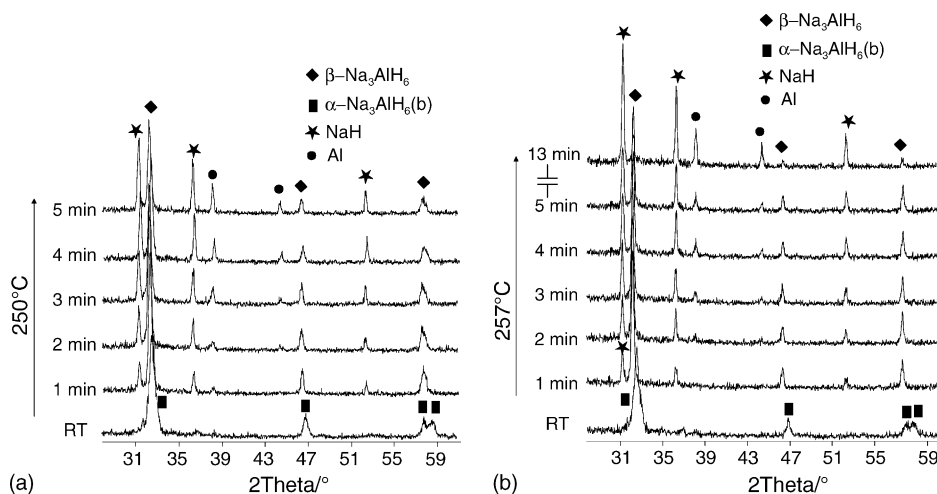 β–Na₃AlH₆
α–Na₃AlH₆(b)
NaH
Al
250°C
5 min
4 min
3 min
2 min
1 min
RT
31 35 39 43 47 51 55 59
2Theta/°
(a)
β–Na₃AlH₆
α–Na₃AlH₆(b)
NaH
Al
257°C
13 min
5 min
4 min
3 min
2 min
1 min
RT
31 35 39 43 47 51 55 59
2Theta/°
(b)